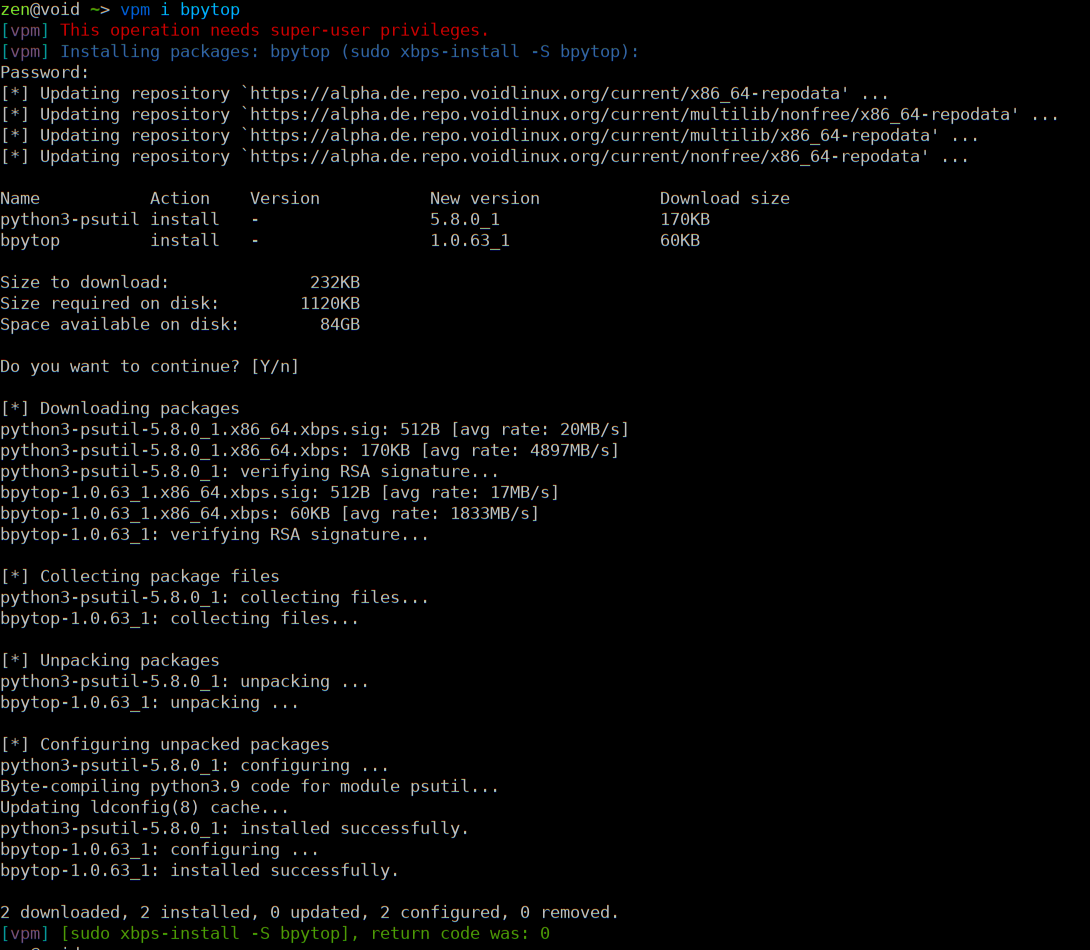 zen@void ~> vpm i bpytop
[vpm] This operation needs super-user privileges.
[vpm] Installing packages: bpytop (sudo xbps-install -S bpytop):
Password:
[*] Updating repository `https://alpha.de.repo.voidlinux.org/current/x86_64-repodata' ...
[*] Updating repository `https://alpha.de.repo.voidlinux.org/current/multilib/nonfree/x86_64-repodata' ...
[*] Updating repository `https://alpha.de.repo.voidlinux.org/current/multilib/x86_64-repodata' ...
[*] Updating repository `https://alpha.de.repo.voidlinux.org/current/nonfree/x86_64-repodata' ...

Name           Action    Version           New version            Download size
python3-psutil install   -                 5.8.0_1                170KB
bpytop         install   -                 1.0.63_1               60KB

Size to download:              232KB
Size required on disk:        1120KB
Space available on disk:        84GB

Do you want to continue? [Y/n]

[*] Downloading packages
python3-psutil-5.8.0_1.x86_64.xbps.sig: 512B [avg rate: 20MB/s]
python3-psutil-5.8.0_1.x86_64.xbps: 170KB [avg rate: 4897MB/s]
python3-psutil-5.8.0_1: verifying RSA signature...
bpytop-1.0.63_1.x86_64.xbps.sig: 512B [avg rate: 17MB/s]
bpytop-1.0.63_1.x86_64.xbps: 60KB [avg rate: 1833MB/s]
bpytop-1.0.63_1: verifying RSA signature...

[*] Collecting package files
python3-psutil-5.8.0_1: collecting files...
bpytop-1.0.63_1: collecting files...

[*] Unpacking packages
python3-psutil-5.8.0_1: unpacking ...
bpytop-1.0.63_1: unpacking ...

[*] Configuring unpacked packages
python3-psutil-5.8.0_1: configuring ...
Byte-compiling python3.9 code for module psutil...
Updating ldconfig(8) cache...
python3-psutil-5.8.0_1: installed successfully.
bpytop-1.0.63_1: configuring ...
bpytop-1.0.63_1: installed successfully.

2 downloaded, 2 installed, 0 updated, 2 configured, 0 removed.
[vpm] [sudo xbps-install -S bpytop], return code was: 0